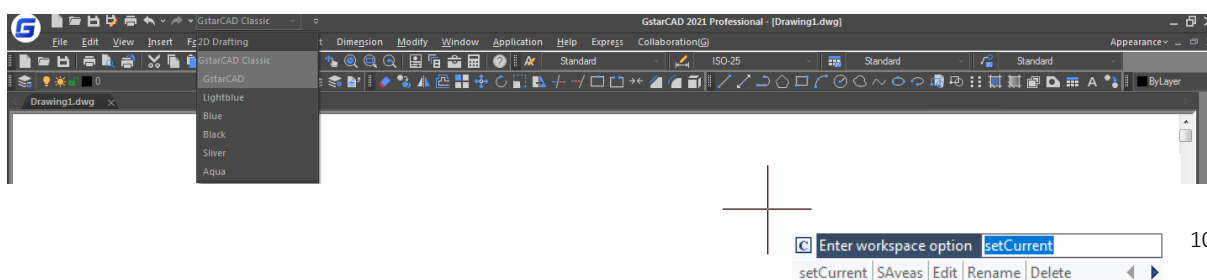 GstarCAD Classic GstarCAD 2021 Professional - [Drawing1.dwg]
File Edit View Insert 2D Drafting Dimension Modify Window Application Help Express Collaboration(G) Appearance
GstarCAD Classic Standard ISO-25 Standard Standard
GstarCAD 0 ByLayer
Drawing1.dwg Lightblue
Blue
Black
Sliver
Aqua
Enter workspace option setCurrent
10
setCurrent SAveas Edit Rename Delete